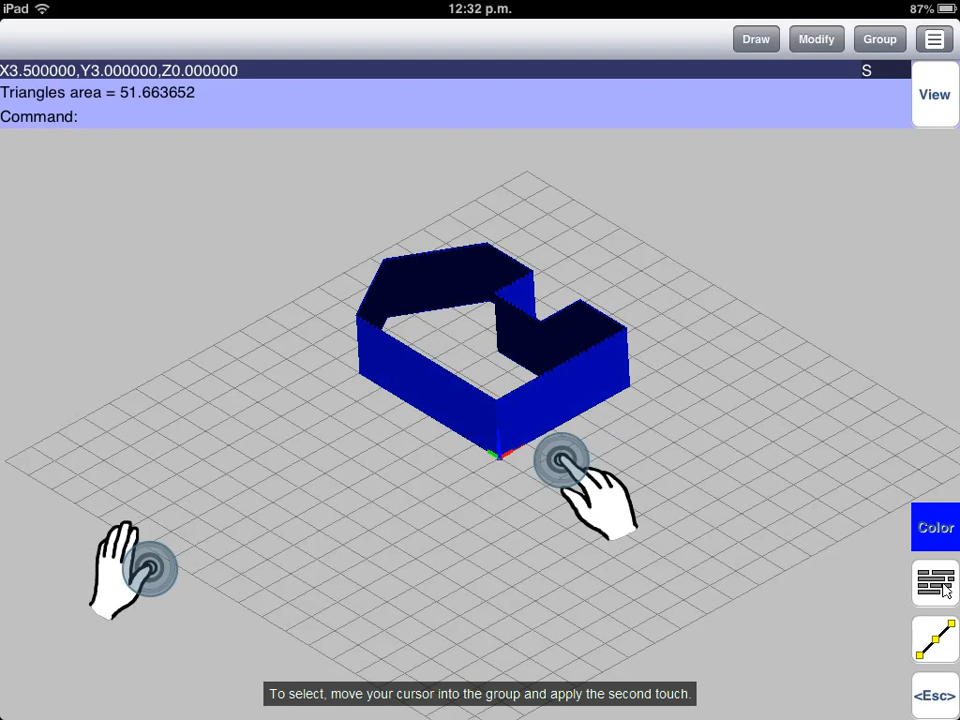 iPad 12:32 p.m. 87%
Draw Modify Group
X3.500000,Y3.000000,Z0.000000 S
Triangles area = 51.663652
View
Command:
Color
<Esc>
To select, move your cursor into the group and apply the second touch.